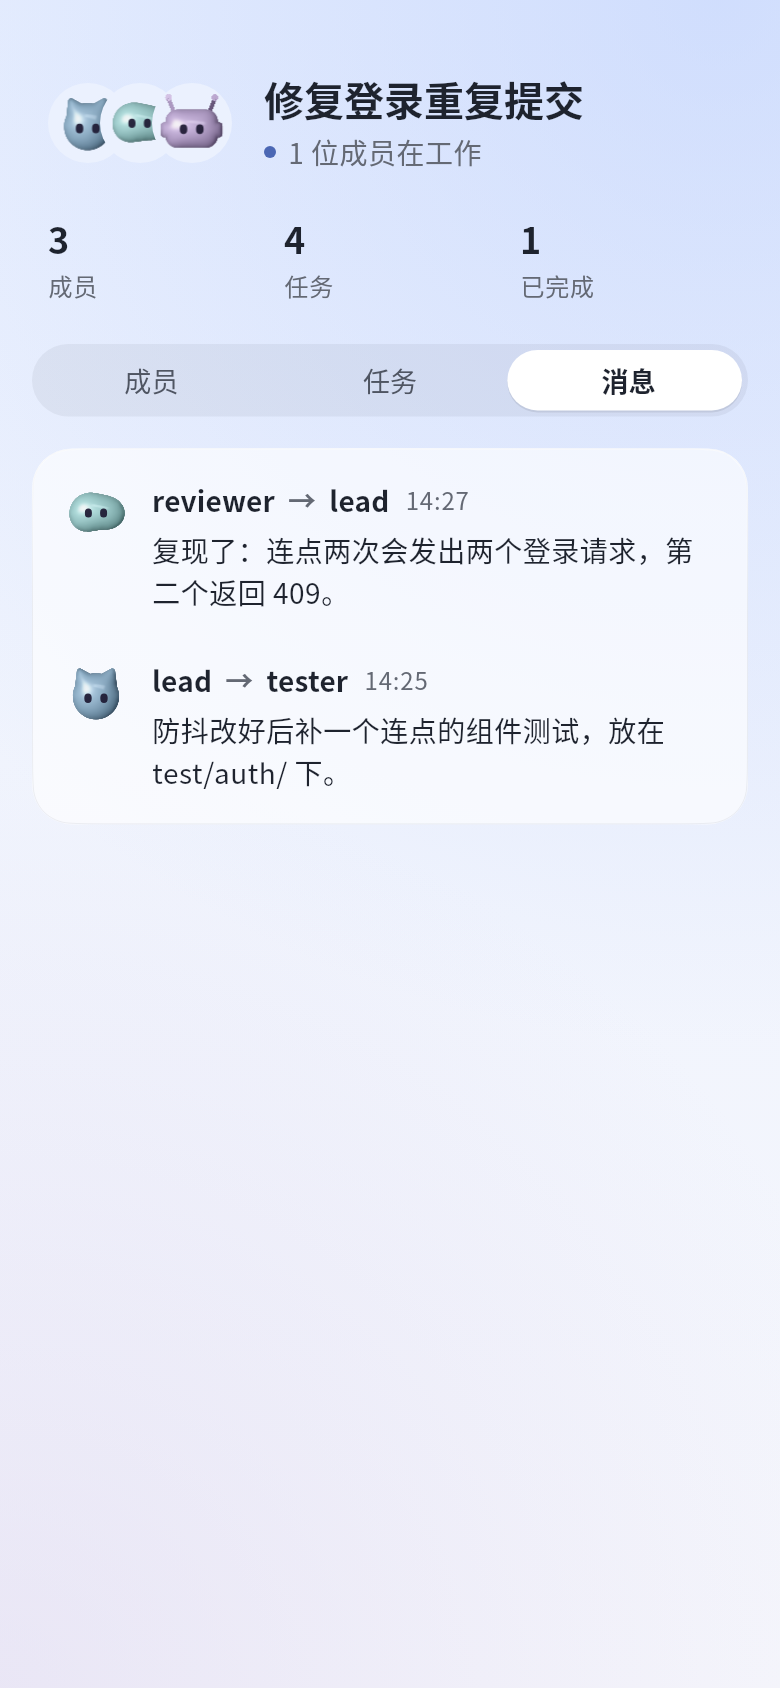 修复登录重复提交
1 位成员在工作
3
成员
4
任务
1
已完成
成员
任务
消息
reviewer → lead 14:27
复现了：连点两次会发出两个登录请求，第
二个返回 409。
lead → tester 14:25
防抖改好后补一个连点的组件测试，放在
test/auth/ 下。